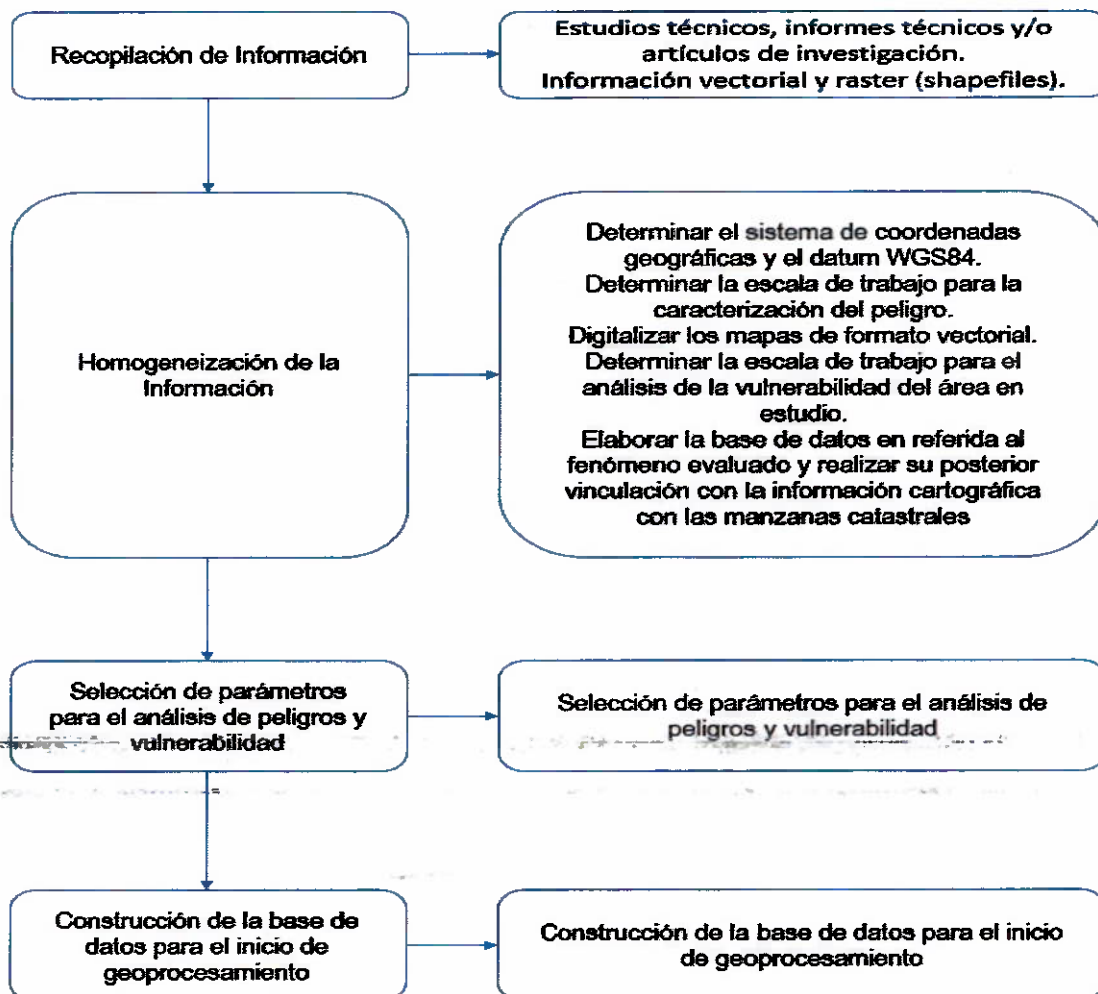 Recopilación de Información
Estudios técnicos, informes técnicos y/o
artículos de investigación.
Información vectorial y raster (shapefiles).
Homogeneización de la
Información
Determinar el sistema de coordenadas
geográficas y el datum WGS84.
Determinar la escala de trabajo para la
caracterización del peligro.
Digitalizar los mapas de formato vectorial.
Determinar la escala de trabajo para el
análisis de la vulnerabilidad del área en
estudio.
Elaborar la base de datos en referida al
fenómeno evaluado y realizar su posterior
vinculación con la información cartográfica
con las manzanas catastrales
Selección de parámetros
para el análisis de peligros y
vulnerabilidad
Selección de parámetros para el análisis de
peligros y vulnerabilidad
Construcción de la base de
datos para el inicio de
geoprocesamiento
Construcción de la base de datos para el inicio
de geoprocesamiento